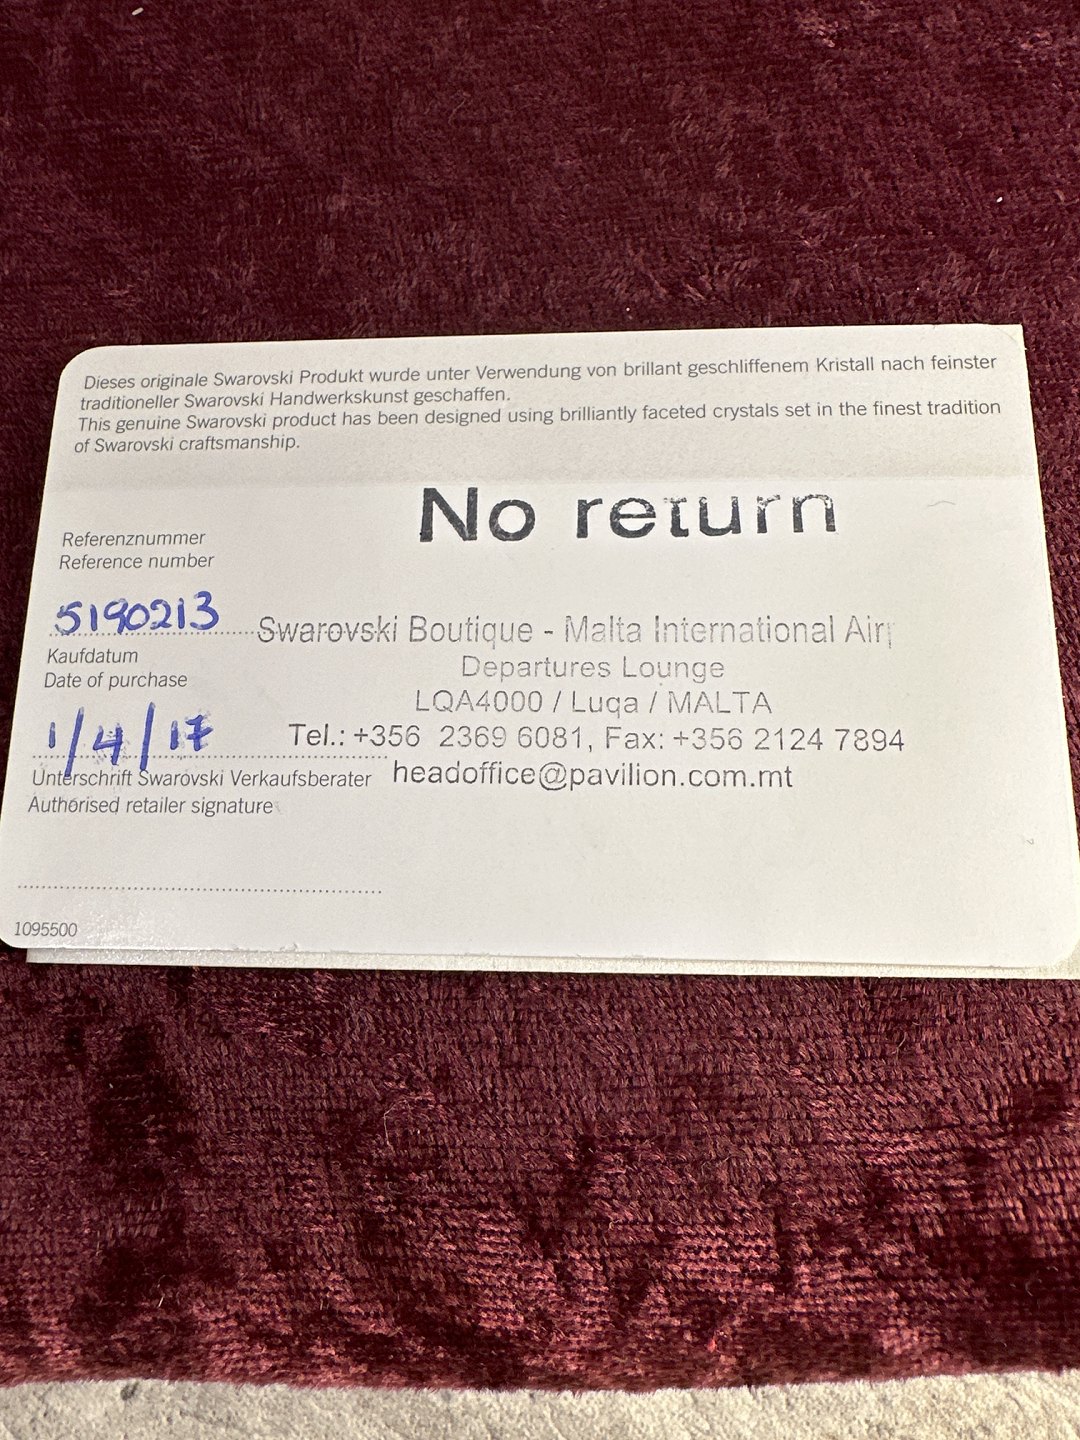 Dieses originale Swarovski Produkt wurde unter Verwendung von brillant geschliffenem Kristall nach feinster
traditioneller Swarovski Handwerkskunst geschaffen.
This genuine Swarovski product has been designed using brilliantly faceted crystals set in the finest tradition
of Swarovski craftsmanship.
No return
Referenznummer
Reference number
5190213
Swarovski Boutique - Malta International Air
Kaufdatum
Departures Lounge
Date of purchase
LQA4000 / Luqa / MALTA
1/4/17
Tel.: +356 2369 6081, Fax: +356 2124 7894
Unterschrift Swarovski Verkaufsberater
headoffice@pavilion.com.mt
Authorised retailer signature
1095500